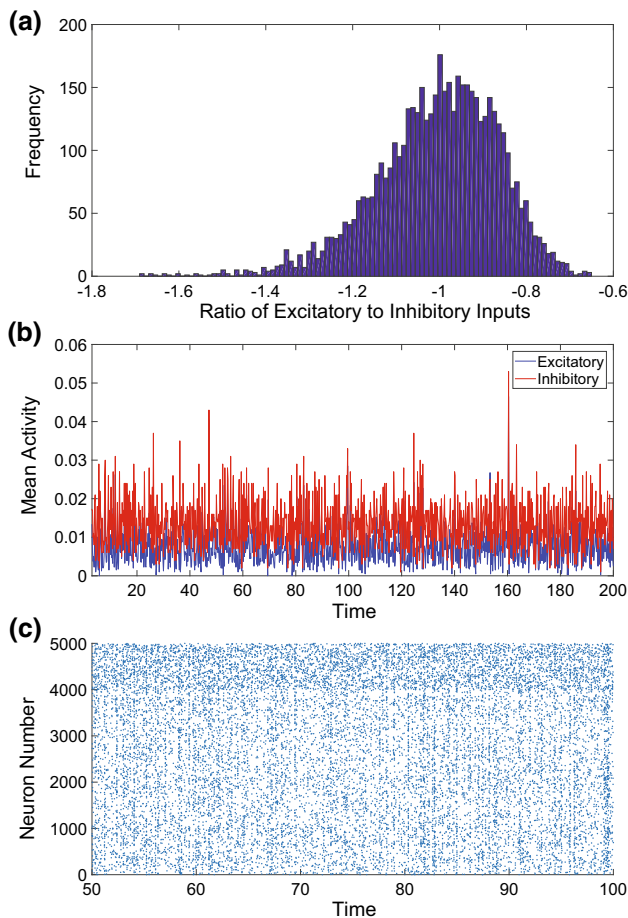 (a)
200
150
100
50
0
Frequency
-1.8 -1.6 -1.4 -1.2 -1 -0.8 -0.6
Ratio of Excitatory to Inhibitory Inputs
(b)
0.06
0.05
0.04
0.03
0.02
0.01
0
Mean Activity
Excitatory
Inhibitory
20 40 60 80 100 120 140 160 180 200
Time
(c)
5000
4000
3000
2000
1000
0
Neuron Number
50 60 70 80 90 100
Time